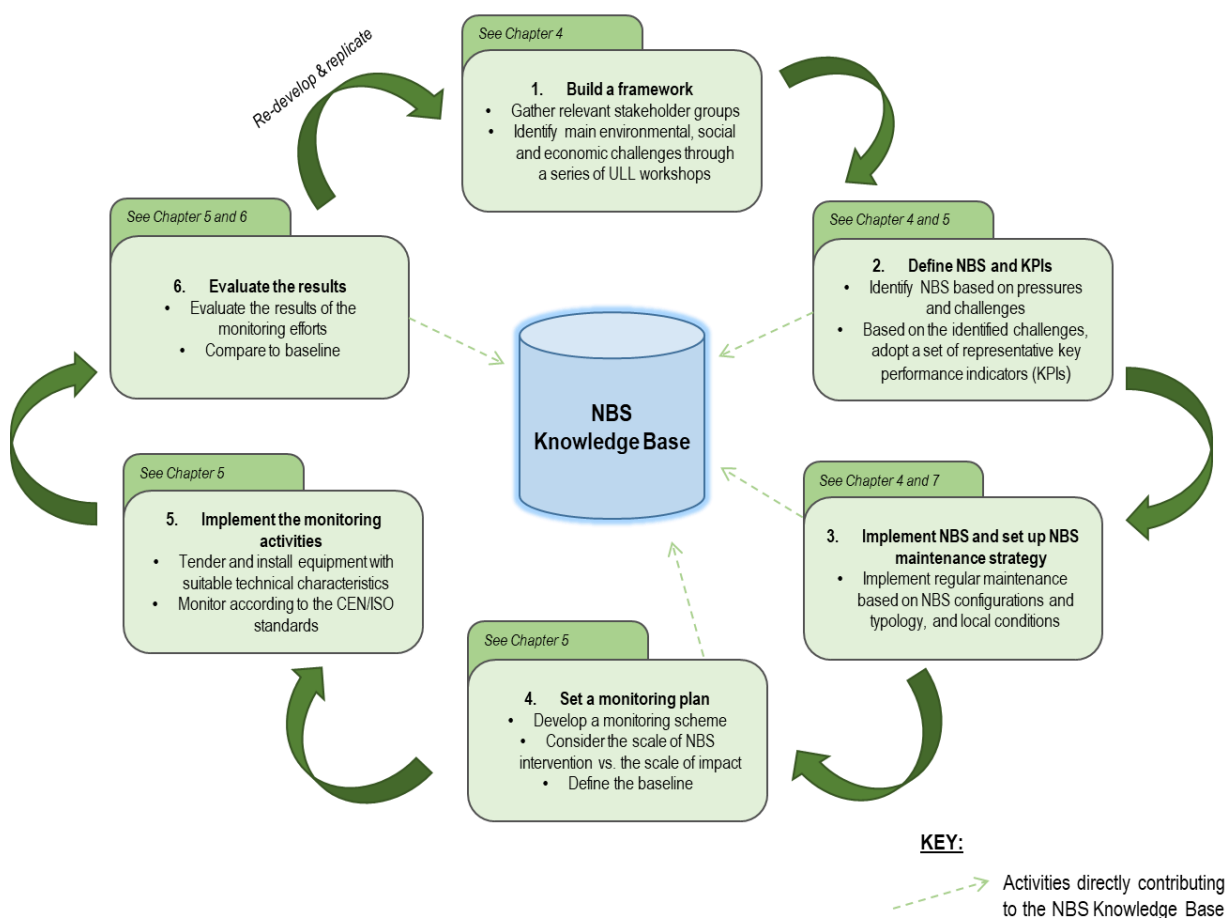 Re-develop & replicate
See Chapter 4
1. Build a framework
• Gather relevant stakeholder groups
• Identify main environmental, social
and economic challenges through
a series of ULL workshops
See Chapter 4 and 5
2. Define NBS and KPIs
• Identify NBS based on pressures
and challenges
• Based on the identified challenges,
adopt a set of representative key
performance indicators (KPIs)
See Chapter 4 and 7
3. Implement NBS and set up NBS
maintenance strategy
• Implement regular maintenance
based on NBS configurations and
typology, and local conditions
See Chapter 5
4. Set a monitoring plan
• Develop a monitoring scheme
• Consider the scale of NBS
intervention vs. the scale of impact
• Define the baseline
See Chapter 5
5. Implement the monitoring
activities
• Tender and install equipment with
suitable technical characteristics
• Monitor according to the CEN/ISO
standards
See Chapter 5 and 6
6. Evaluate the results
• Evaluate the results of the
monitoring efforts
• Compare to baseline
NBS
Knowledge Base
KEY:
Activities directly contributing
to the NBS Knowledge Base